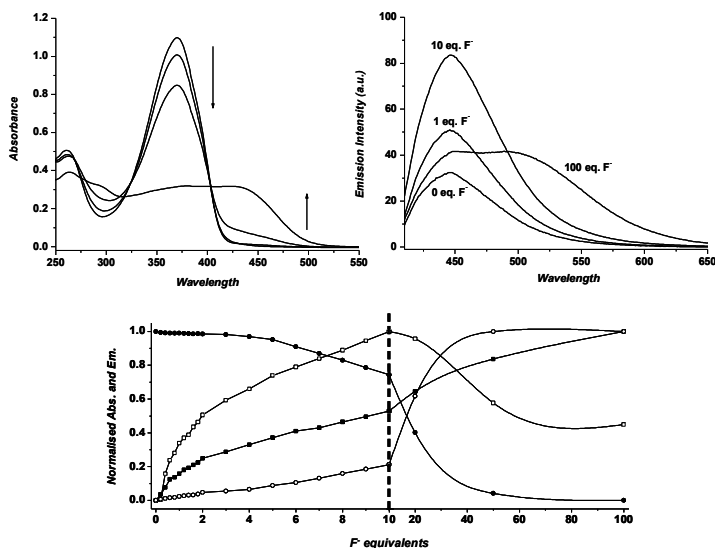 1.2
1.0
0.8
0.6
0.4
0.2
0.0
Absorbance
250 300 350 400 450 500 550
Wavelength
100
80
60
40
20
0
Emission Intensity (a.u.)
10 eq. F-
1 eq. F-
100 eq. F-
0 eq. F-
450 500 550 600 650
Wavelength
1.0
0.8
0.6
0.4
0.2
0.0
Normalised Abs. and Em.
0 2 4 6 8 10 20 40 60 80 100
F- equivalents